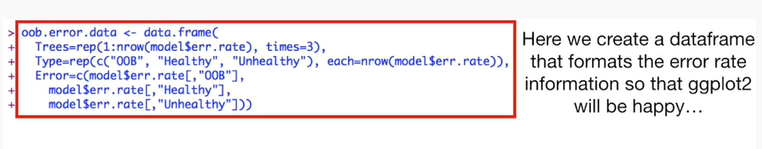 > oob.error.data <- data.frame(
+   Trees=rep(1:nrow(model$err.rate), times=3),
+   Type=rep(c("OOB", "Healthy", "Unhealthy"), each=nrow(model$err.rate)),
+   Error=c(model$err.rate[,"OOB"],
+     model$err.rate[,"Healthy"],
+     model$err.rate[,"Unhealthy"]))
Here we create a dataframe
that formats the error rate
information so that ggplot2
will be happy…